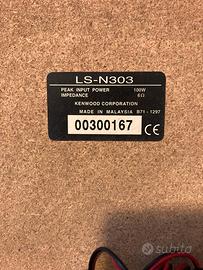 LS-N303
PEAK INPUT POWER 100W
IMPEDANCE 6Ω
KENWOOD CORPORATION
MADE IN MALAYSIA B71 - 1297
00300167 CE
subito